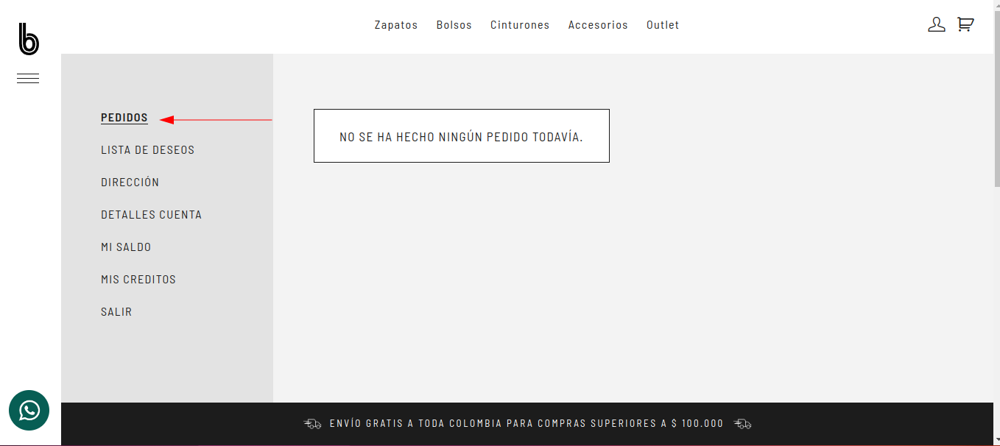 b
Zapatos Bolsos Cinturones Accesorios Outlet
PEDIDOS
LISTA DE DESEOS
DIRECCIÓN
DETALLES CUENTA
MI SALDO
MIS CREDITOS
SALIR
NO SE HA HECHO NINGÚN PEDIDO TODAVÍA.
ENVÍO GRATIS A TODA COLOMBIA PARA COMPRAS SUPERIORES A $ 100.000